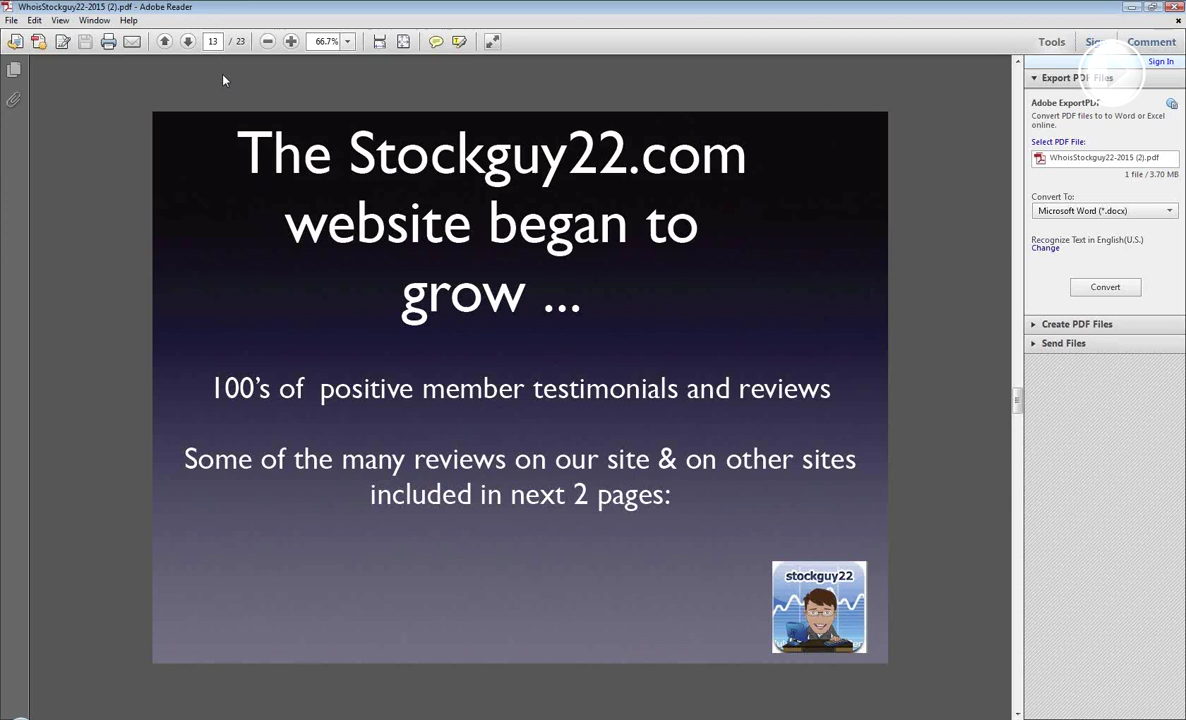 WhoisStockguy22-2015 (2).pdf - Adobe Reader
File Edit View Window Help
13 / 23 66.7%
Tools Comment
Sign In
Export PDF Files
Adobe ExportPDF
Convert PDF files to to Word or Excel
online.
Select PDF File:
WhoisStockguy22-2015 (2).pdf
1 file / 3.70 MB
Convert To:
Microsoft Word (*.docx)
Recognize Text in English(U.S.)
Change
Convert
Create PDF Files
Send Files
The Stockguy22.com
website began to
grow ...
100's of positive member testimonials and reviews
Some of the many reviews on our site & on other sites
included in next 2 pages:
stockguy22